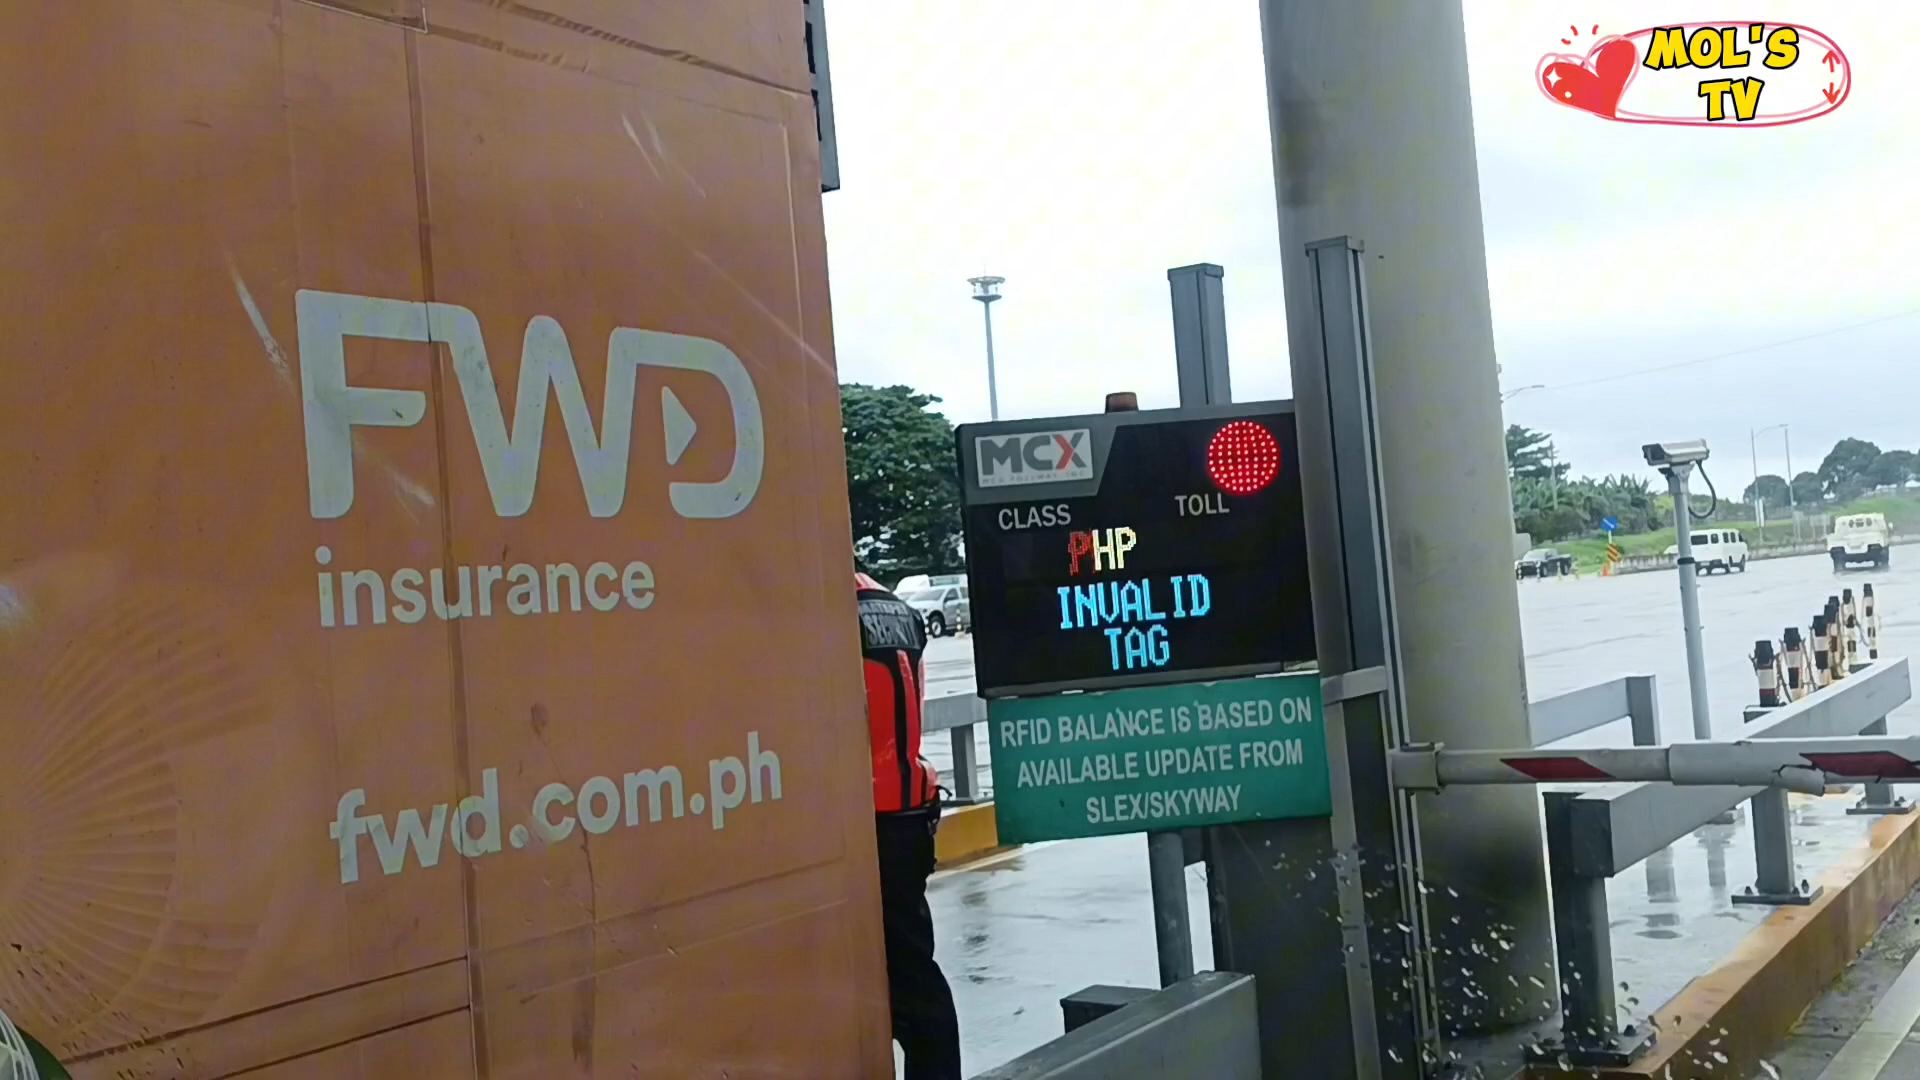 MOL'S
TV
FWD
insurance
fwd.com.ph
MCX
CLASS
TOLL
PHP
INVALID
TAG
RFID BALANCE IS BASED ON
AVAILABLE UPDATE FROM
SLEX/SKYWAY
SECURITY